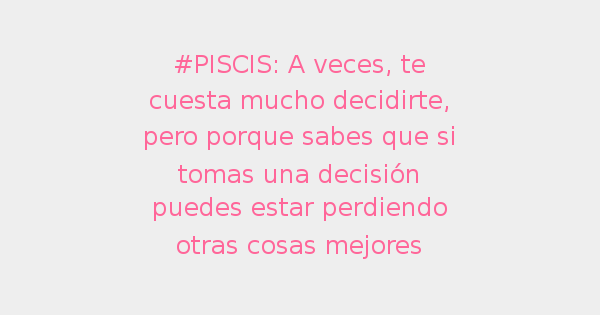 #PISCIS: A veces, te
cuesta mucho decidirte,
pero porque sabes que si
tomas una decisión
puedes estar perdiendo
otras cosas mejores